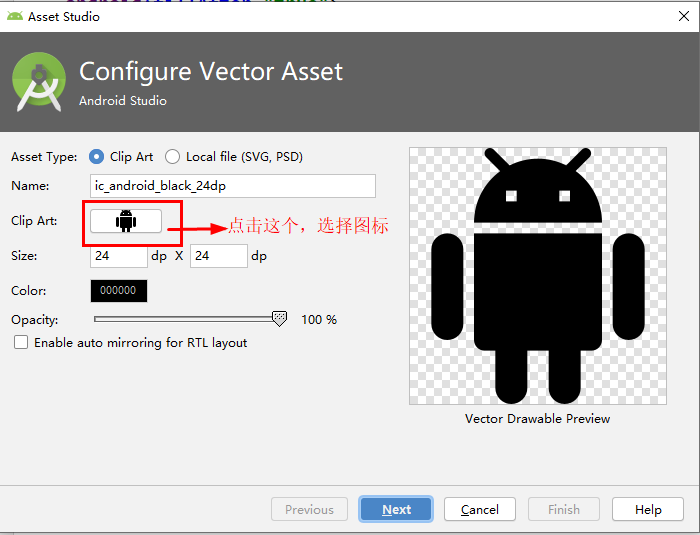 Asset Studio
Configure Vector Asset
Android Studio
Asset Type: Clip Art Local file (SVG, PSD)
Name: ic_android_black_24dp
Clip Art: 点击这个，选择图标
Size: 24 dp X 24 dp
Color: 000000
Opacity: 100 %
Enable auto mirroring for RTL layout
Vector Drawable Preview
Previous Next Cancel Finish Help